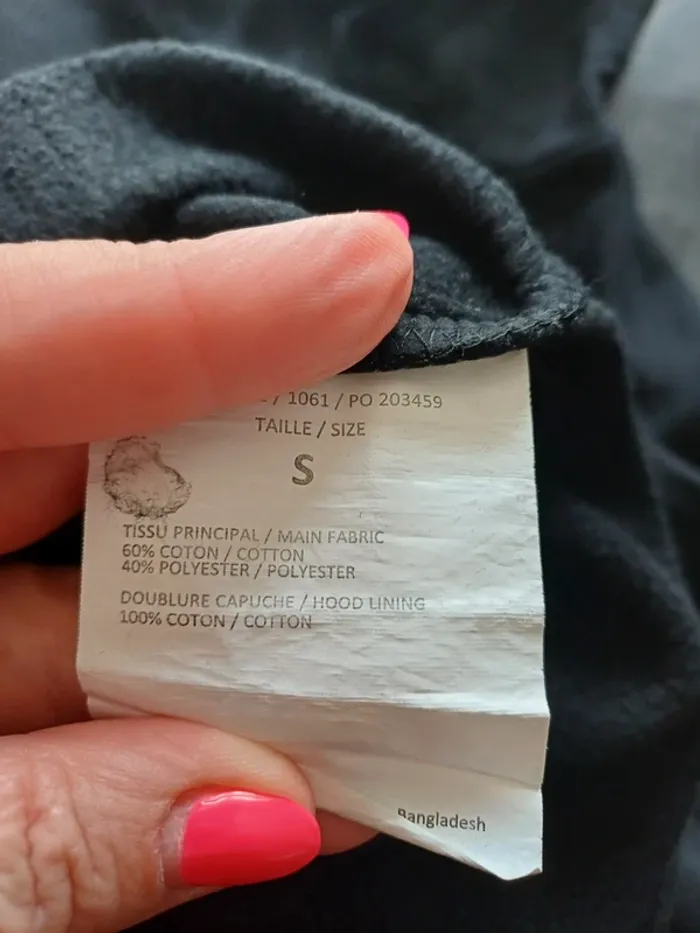 / 1061 / PO 203459
TAILLE / SIZE
S
TISSU PRINCIPAL / MAIN FABRIC
60% COTON / COTTON
40% POLYESTER / POLYESTER
DOUBLURE CAPUCHE / HOOD LINING
100% COTON / COTTON
Bangladesh